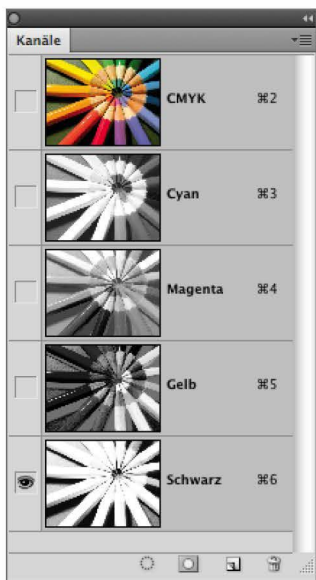 Kanäle
CMYK ⌘2
Cyan ⌘3
Magenta ⌘4
Gelb ⌘5
Schwarz ⌘6